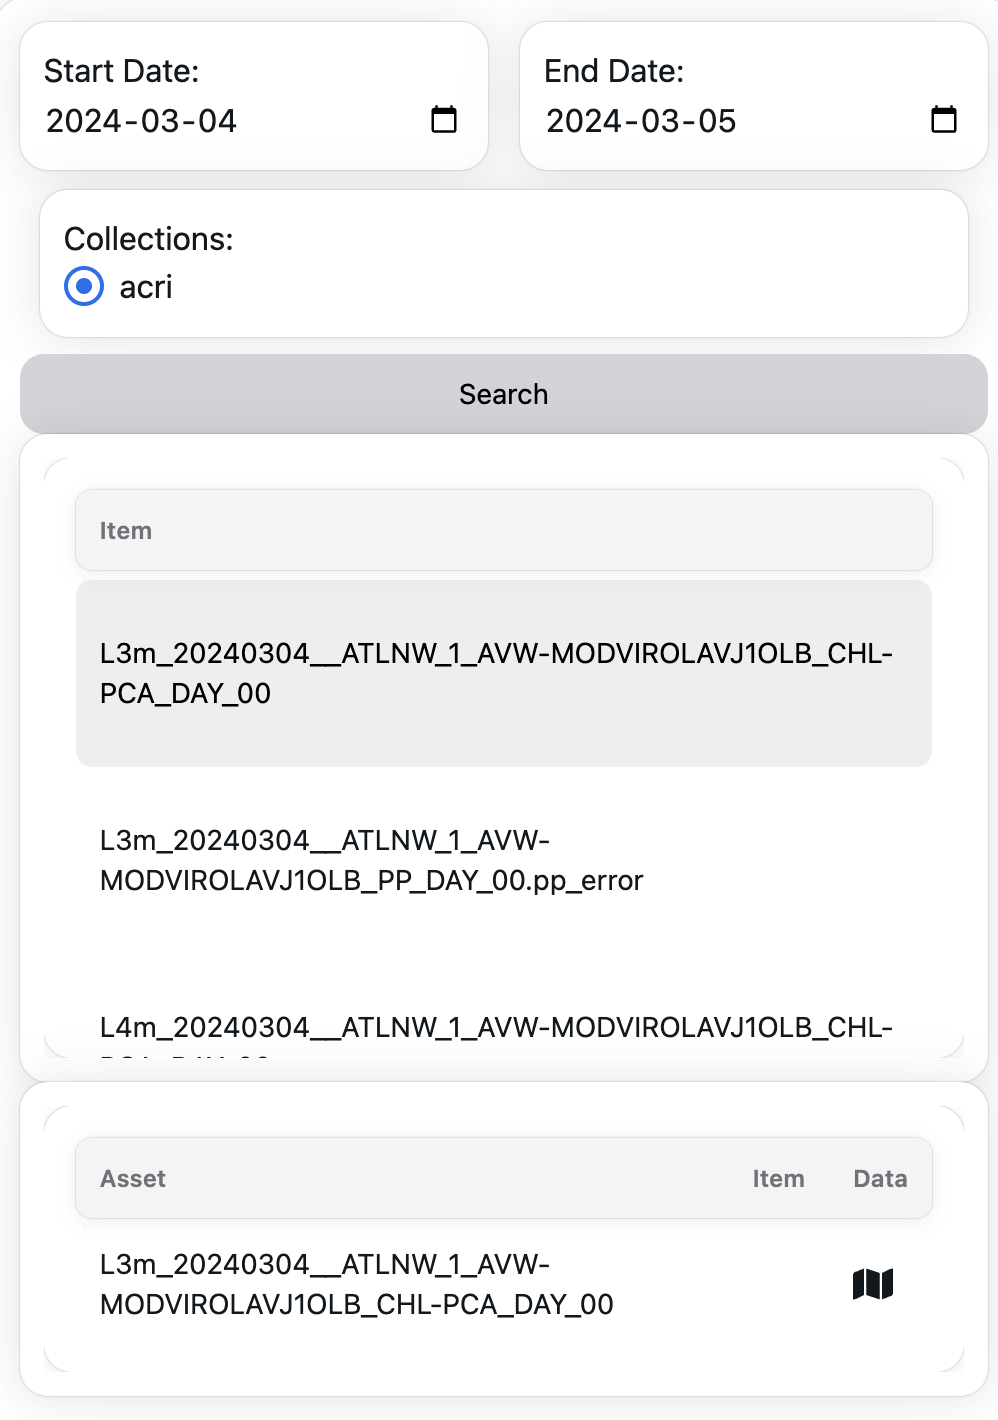 Start Date:
2024-03-04
End Date:
2024-03-05
Collections:
acri
Search
Item
L3m_20240304__ATLNW_1_AVW-MODVIROLAVJ1OLB_CHL-
PCA_DAY_00
L3m_20240304__ATLNW_1_AVW-
MODVIROLAVJ1OLB_PP_DAY_00.pp_error
L4m_20240304__ATLNW_1_AVW-MODVIROLAVJ1OLB_CHL-
Asset Item Data
L3m_20240304__ATLNW_1_AVW-
MODVIROLAVJ1OLB_CHL-PCA_DAY_00